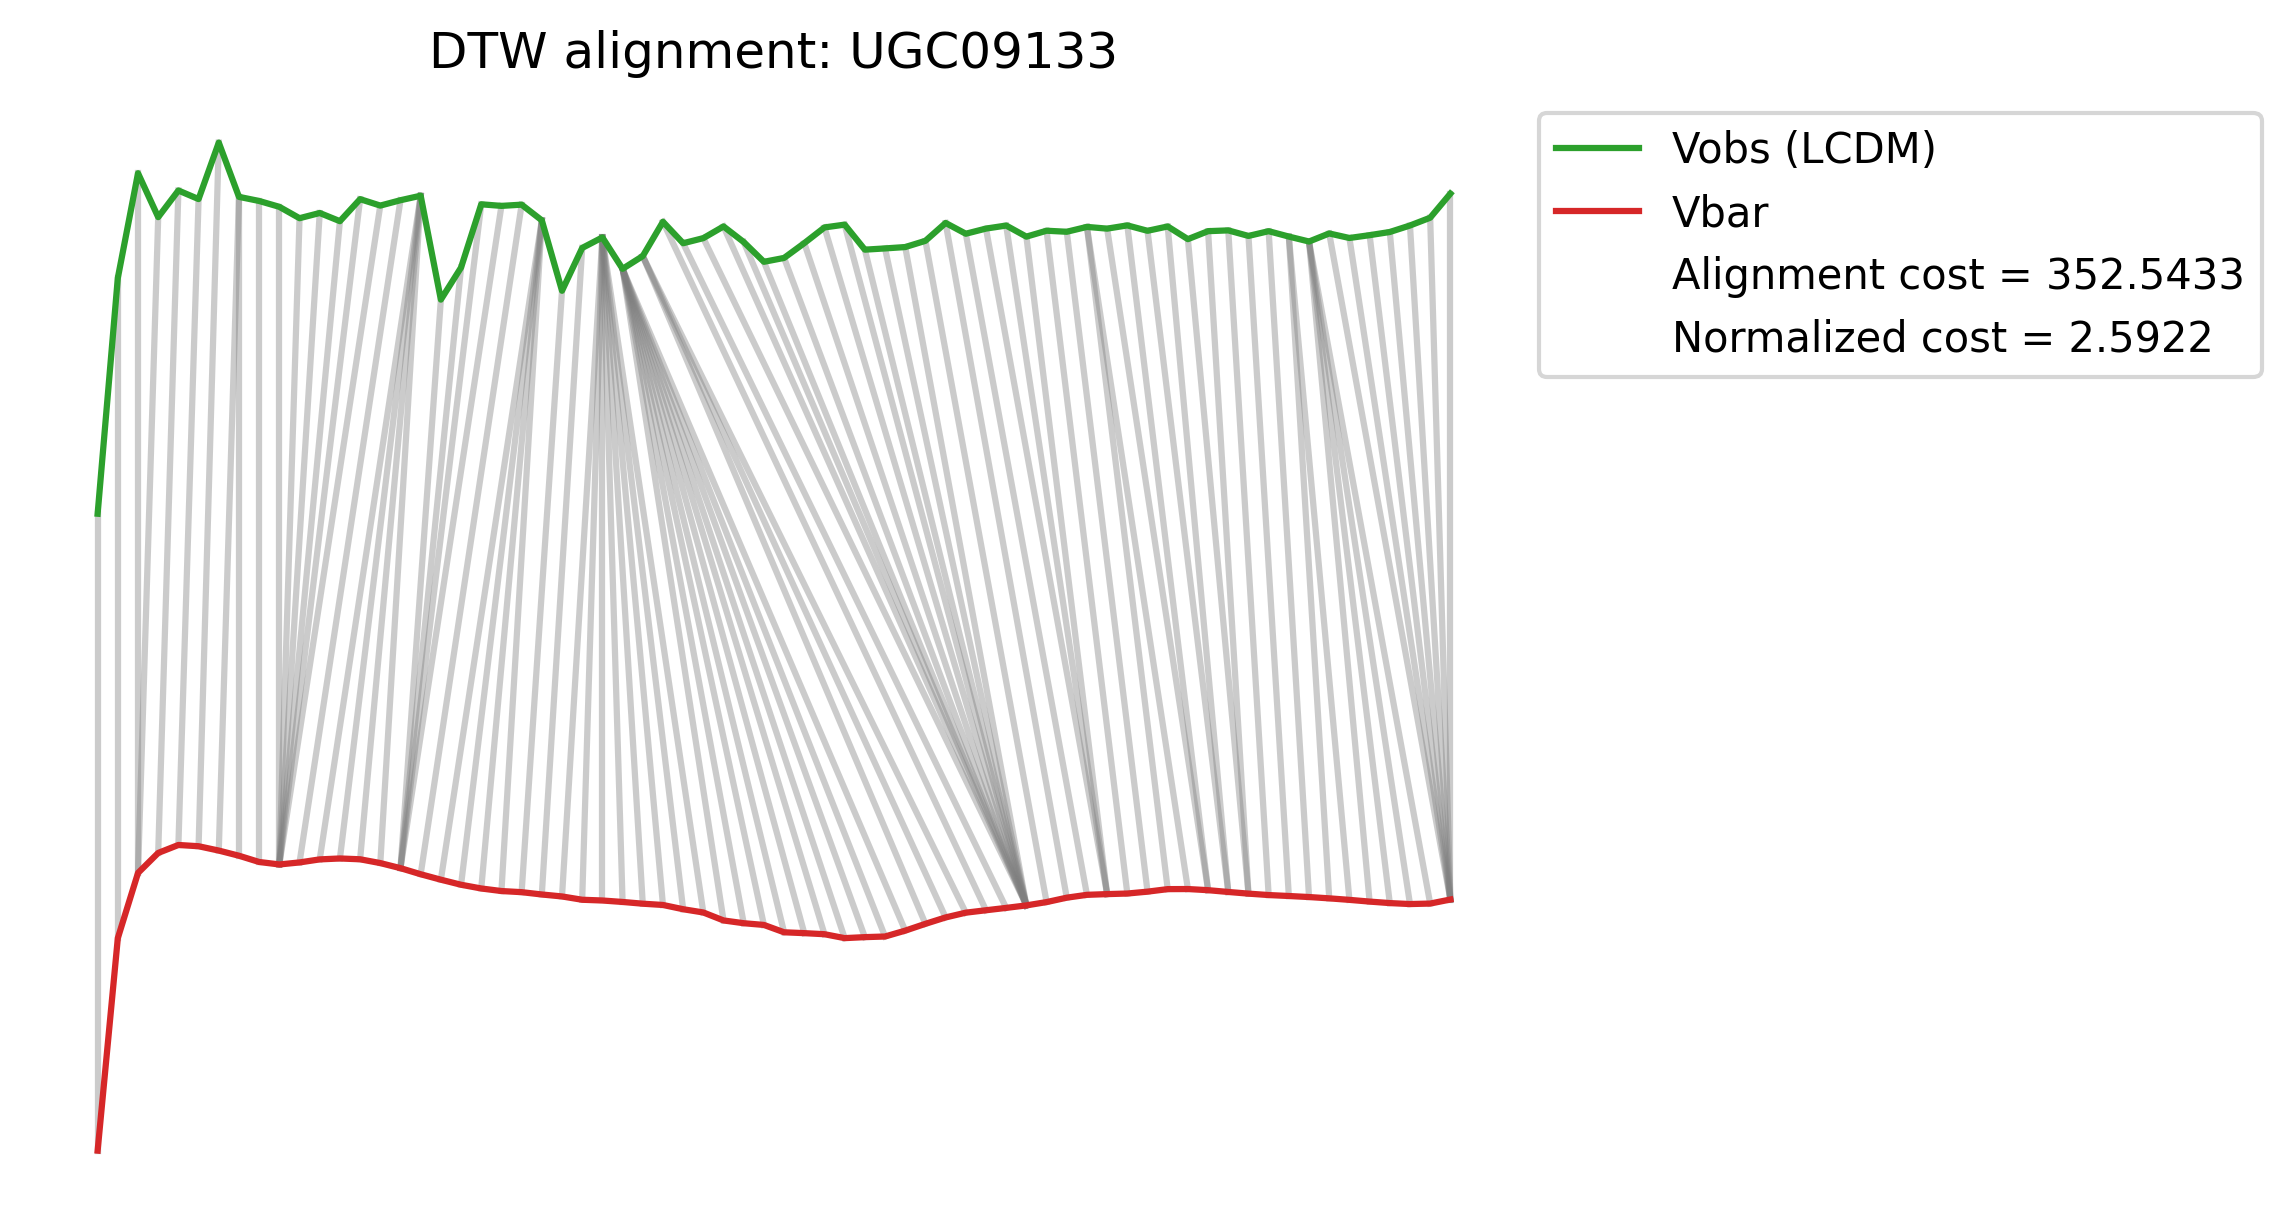 DTW alignment: UGC09133
Vobs (LCDM)
Vbar
Alignment cost = 352.5433
Normalized cost = 2.5922